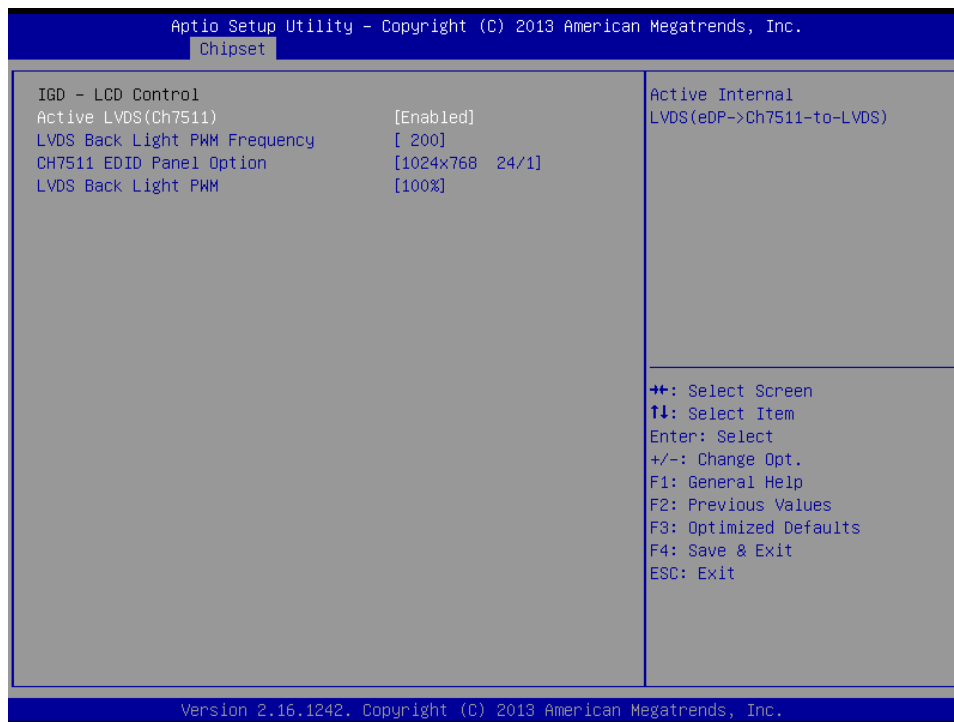 Aptio Setup Utility – Copyright (C) 2013 American Megatrends, Inc.
Chipset
IGD – LCD Control
Active LVDS(Ch7511) [Enabled]
LVDS Back Light PWM Frequency [ 200]
CH7511 EDID Panel Option [1024x768 24/1]
LVDS Back Light PWM [100%]
Active Internal
LVDS(eDP->Ch7511-to-LVDS)
→←: Select Screen
↑↓: Select Item
Enter: Select
+/-: Change Opt.
F1: General Help
F2: Previous Values
F3: Optimized Defaults
F4: Save & Exit
ESC: Exit
Version 2.16.1242. Copyright (C) 2013 American Megatrends, Inc.